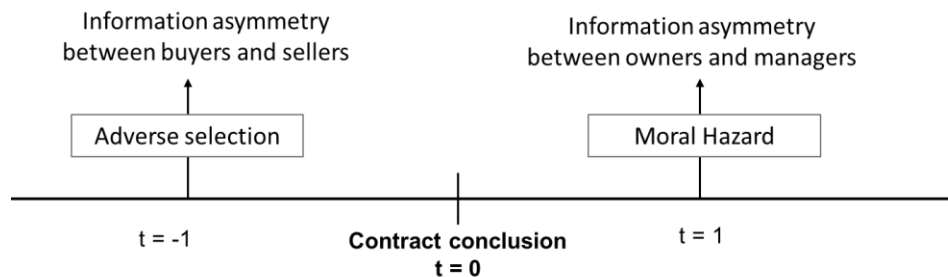 Information asymmetry
between buyers and sellers
Information asymmetry
between owners and managers
Adverse selection
Moral Hazard
t = -1
Contract conclusion
t = 0
t = 1